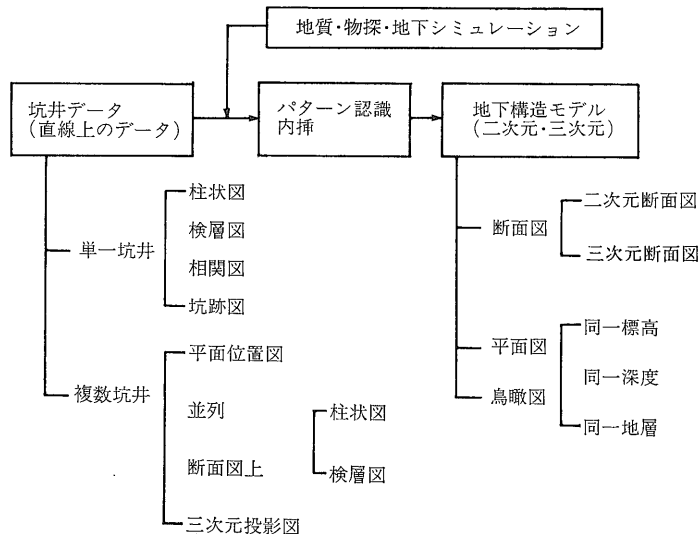 地質・物探・地下シミュレーション
坑井データ
(直線上のデータ)
パターン認識
内挿
地下構造モデル
(二次元・三次元)
単一坑井
柱状図
検層図
相関図
坑跡図
複数坑井
平面位置図
並列
断面図上
柱状図
検層図
三次元投影図
断面図
二次元断面図
三次元断面図
平面図
鳥瞰図
同一標高
同一深度
同一地層